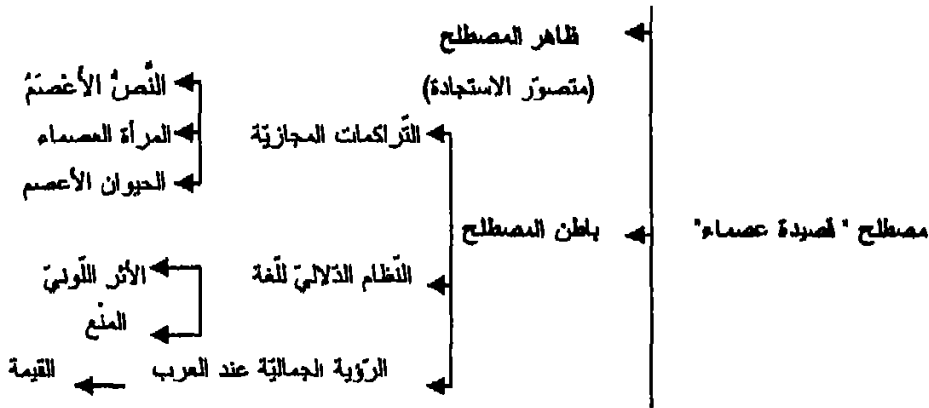 ظاهر المصطلح
(متصوّر الاستجادة)
مصطلح "قصيدة عصماء"
باطن المصطلح
التّراكمات المجازيّة
النّصُّ الأعْصَمُ
المرأة العصماء
الحيوان الأعصم
النّظام الدّلاليّ للّغة
الأثر اللّونيّ
المنْع
الرّؤية الجماليّة عند العرب
القيمة